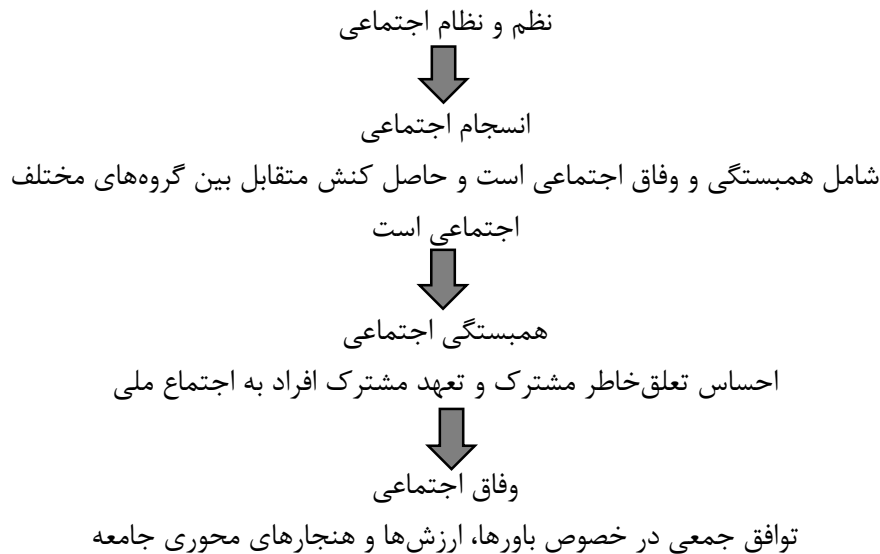 نظم و نظام اجتماعی
انسجام اجتماعی
شامل همبستگی و وفاق اجتماعی است و حاصل کنش متقابل بین گروه‌های مختلف
اجتماعی است
همبستگی اجتماعی
احساس تعلق‌خاطر مشترک و تعهد مشترک افراد به اجتماع ملی
وفاق اجتماعی
توافق جمعی در خصوص باورها، ارزش‌ها و هنجارهای محوری جامعه